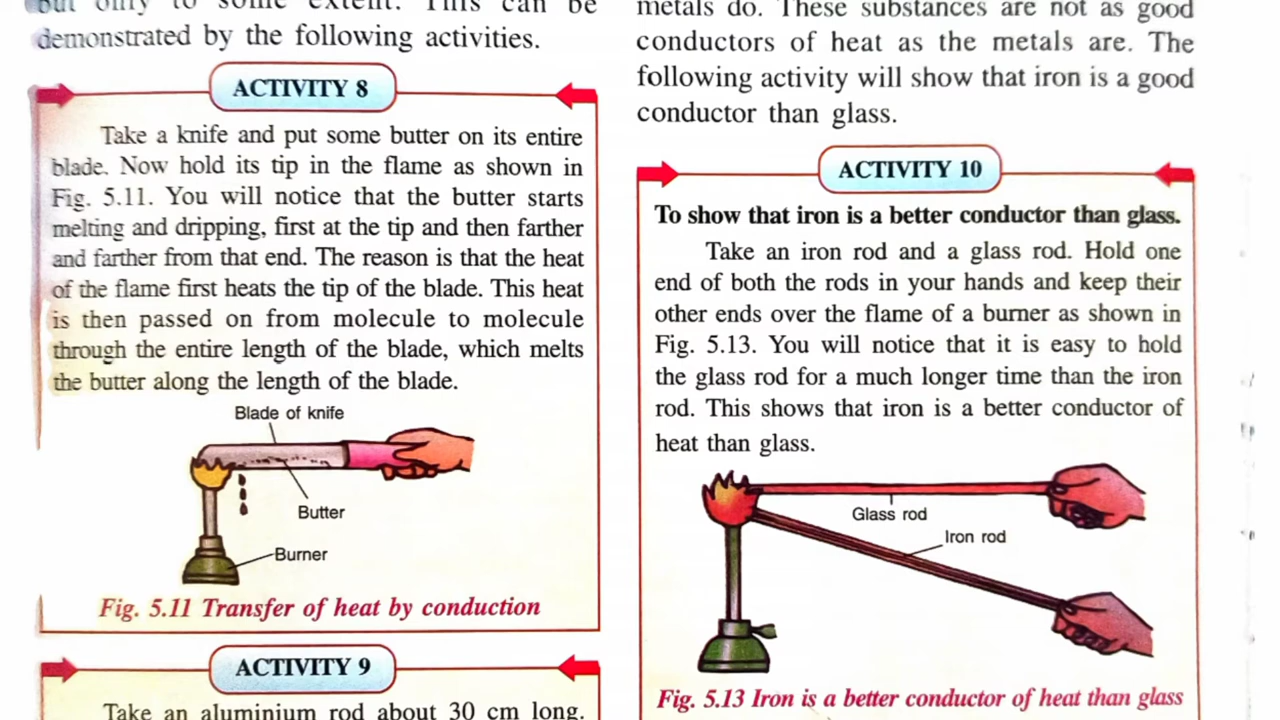 but only to some extent. This can be
demonstrated by the following activities.
ACTIVITY 8
Take a knife and put some butter on its entire
blade. Now hold its tip in the flame as shown in
Fig. 5.11. You will notice that the butter starts
melting and dripping, first at the tip and then farther
and farther from that end. The reason is that the heat
of the flame first heats the tip of the blade. This heat
is then passed on from molecule to molecule
through the entire length of the blade, which melts
the butter along the length of the blade.
Blade of knife
Butter
Burner
Fig. 5.11 Transfer of heat by conduction
ACTIVITY 9
Take an aluminium rod about 30 cm long.
metals do. These substances are not as good
conductors of heat as the metals are. The
following activity will show that iron is a good
conductor than glass.
ACTIVITY 10
To show that iron is a better conductor than glass.
Take an iron rod and a glass rod. Hold one
end of both the rods in your hands and keep their
other ends over the flame of a burner as shown in
Fig. 5.13. You will notice that it is easy to hold
the glass rod for a much longer time than the iron
rod. This shows that iron is a better conductor of
heat than glass.
Glass rod
Iron rod
Fig. 5.13 Iron is a better conductor of heat than glass